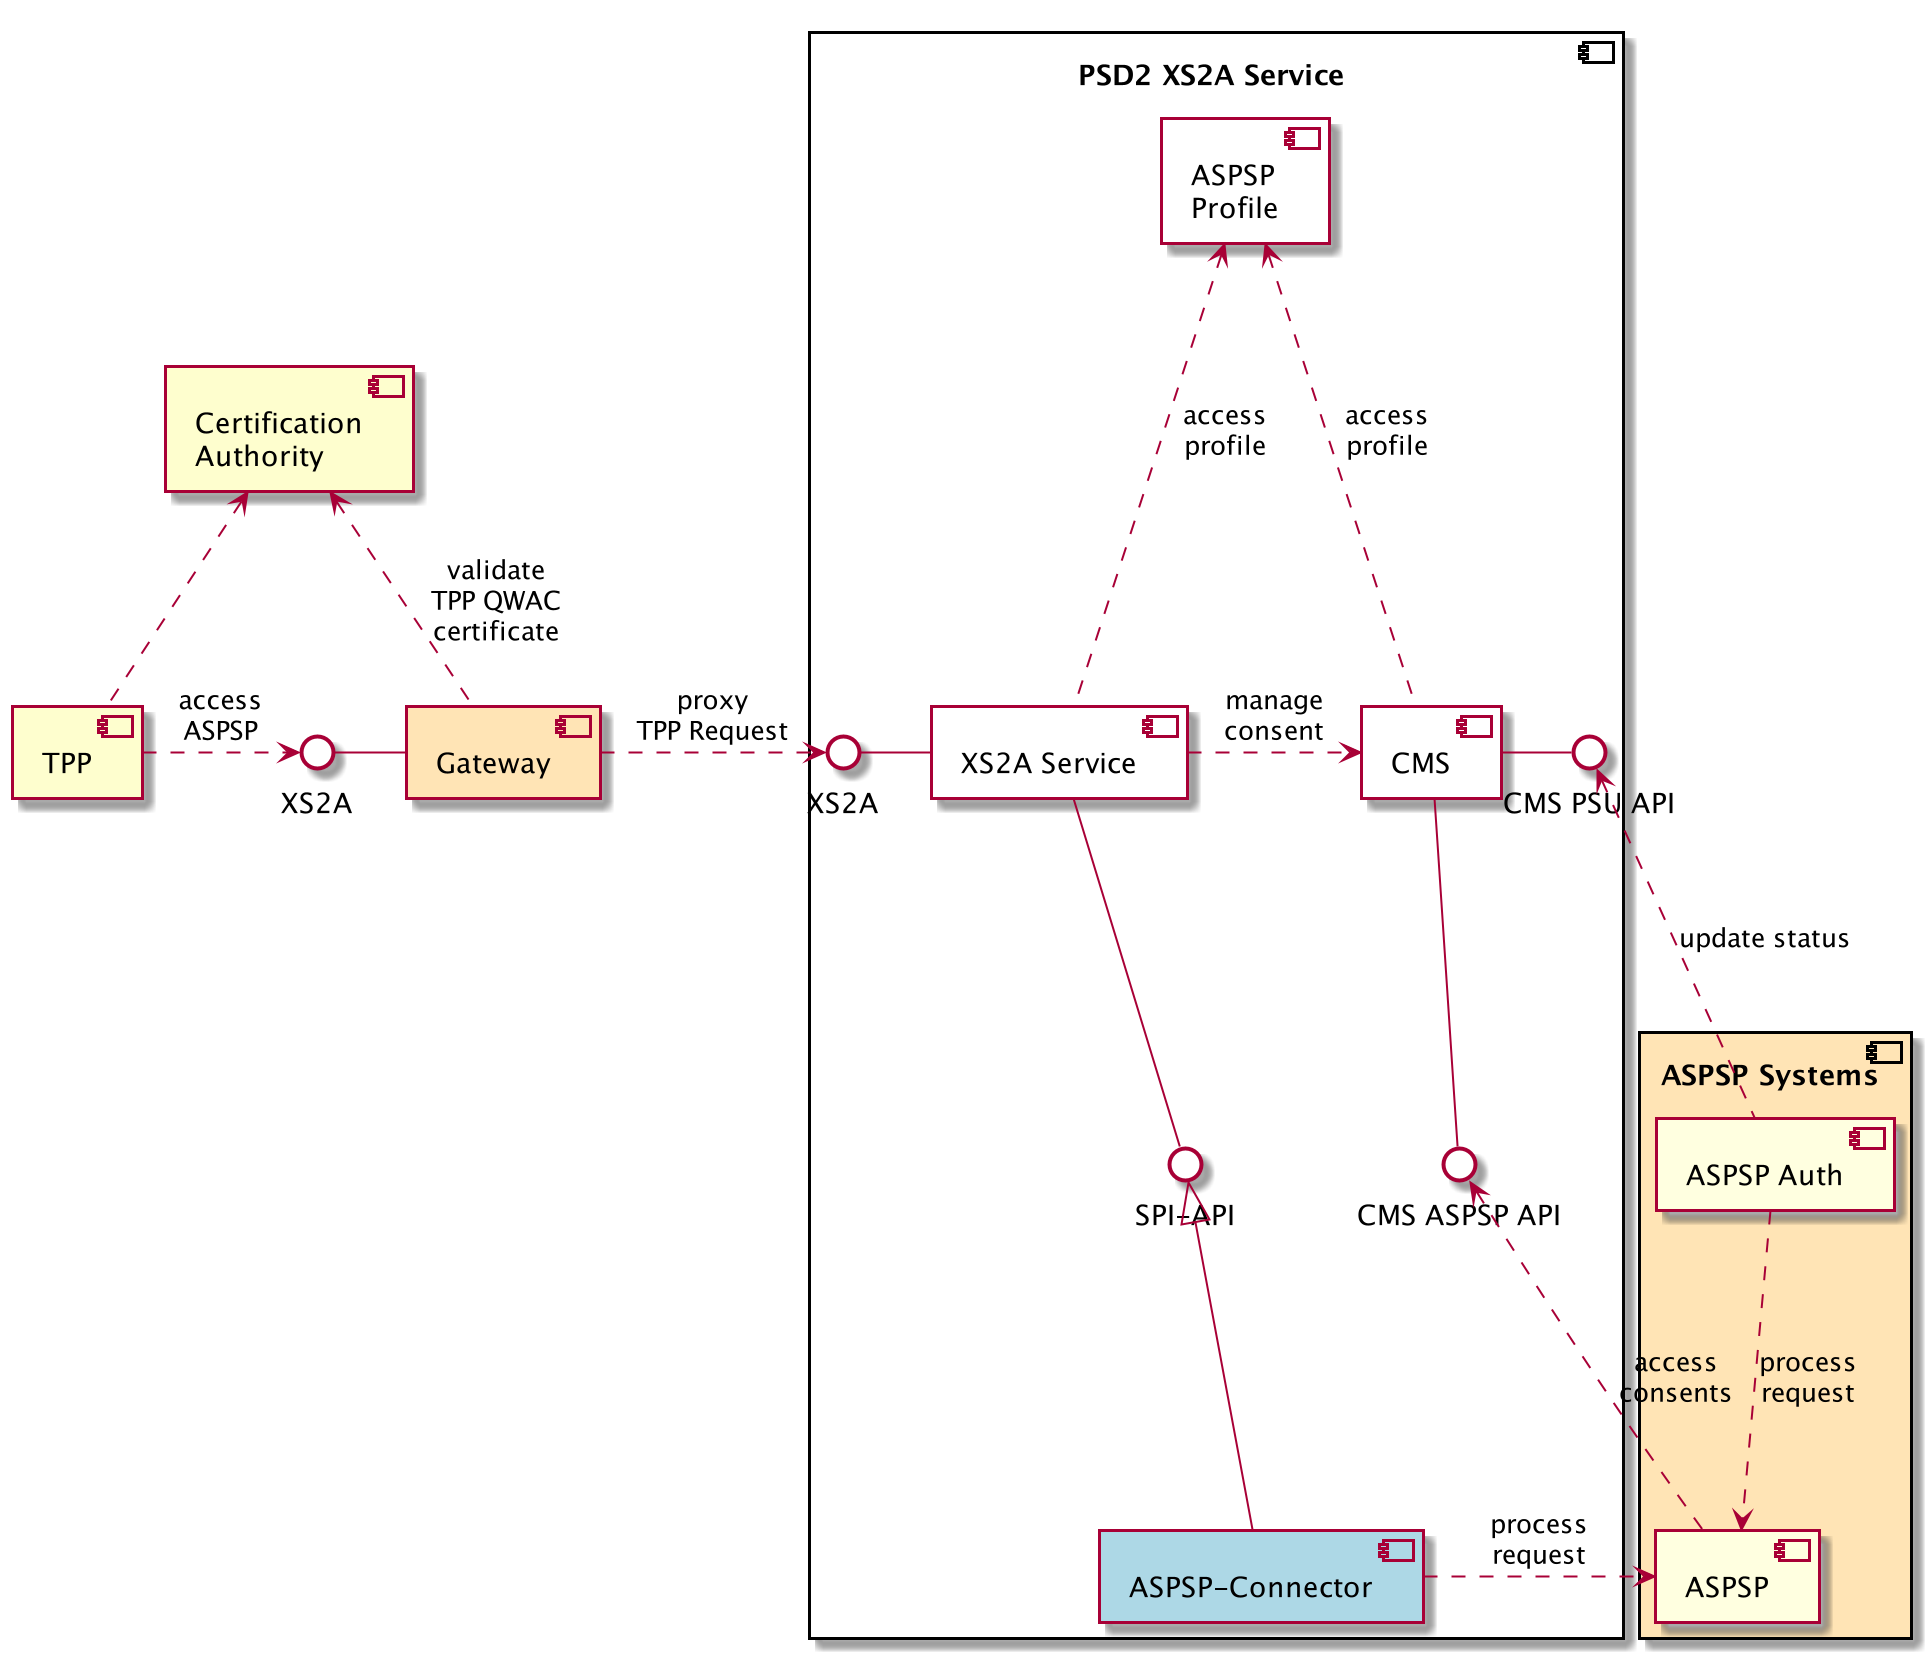 PSD2 XS2A Service
ASPSP
Profile
access
profile
access
profile
Certification
Authority
validate
TPP QWAC
certificate
TPP
access
ASPSP
XS2A
Gateway
proxy
TPP Request
XS2A
XS2A Service
manage
consent
CMS
CMS PSU API
update status
ASPSP Systems
ASPSP Auth
SPI-API
CMS ASPSP API
access
consents
process
request
process
request
ASPSP-Connector
ASPSP